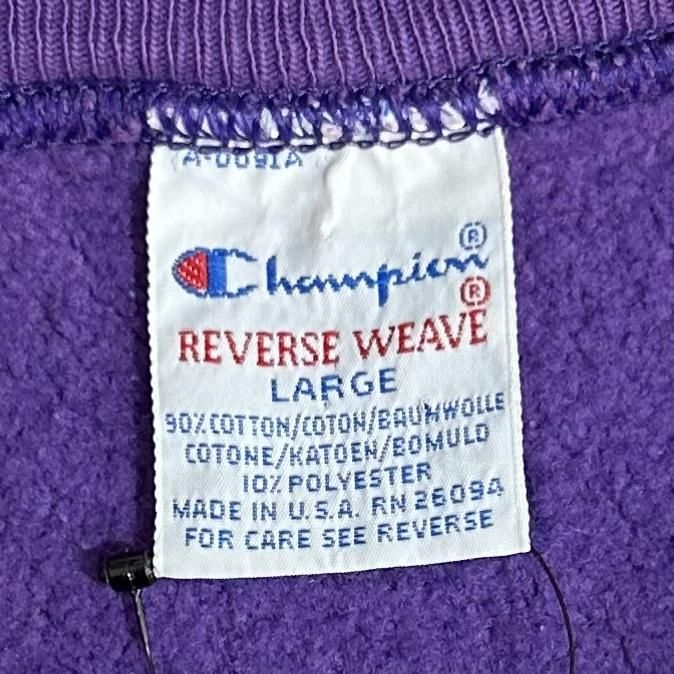 A-0091A
Champion®
REVERSE WEAVE®
LARGE
90% COTTON/COTON/BAUMWOLLE
COTONE/KATOEN/BOMULD
10% POLYESTER
MADE IN U.S.A. RN 26094
FOR CARE SEE REVERSE